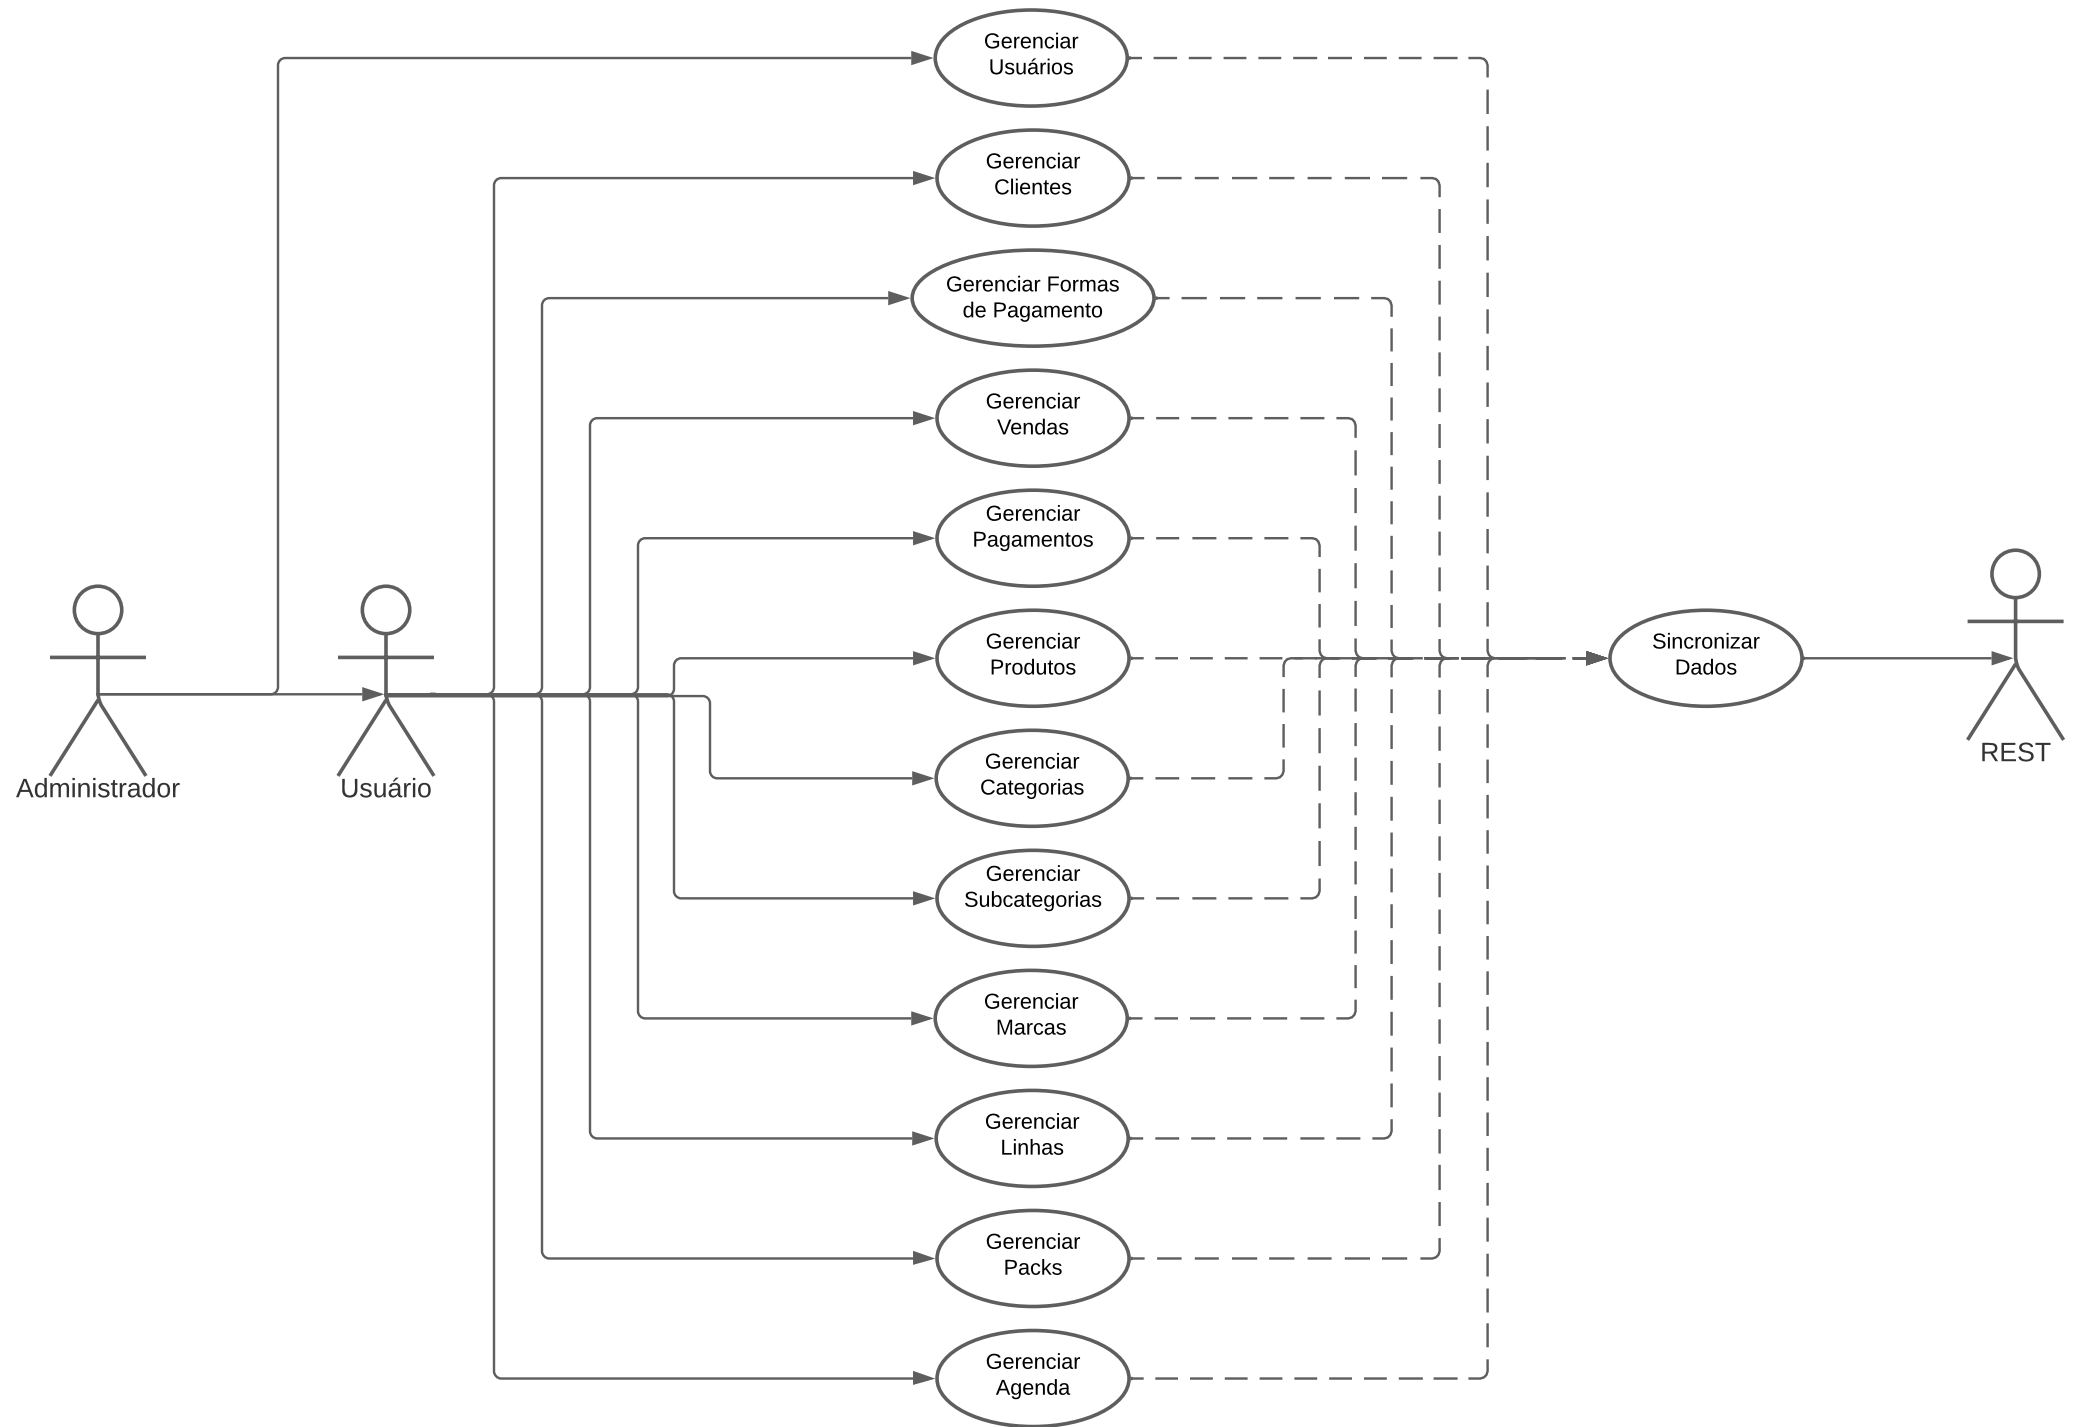 Gerenciar
Usuários
Gerenciar
Clientes
Gerenciar Formas
de Pagamento
Gerenciar
Vendas
Gerenciar
Pagamentos
Gerenciar
Produtos
Gerenciar
Categorias
Gerenciar
Subcategorias
Gerenciar
Marcas
Gerenciar
Linhas
Gerenciar
Packs
Gerenciar
Agenda
Administrador
Usuário
Sincronizar
Dados
REST